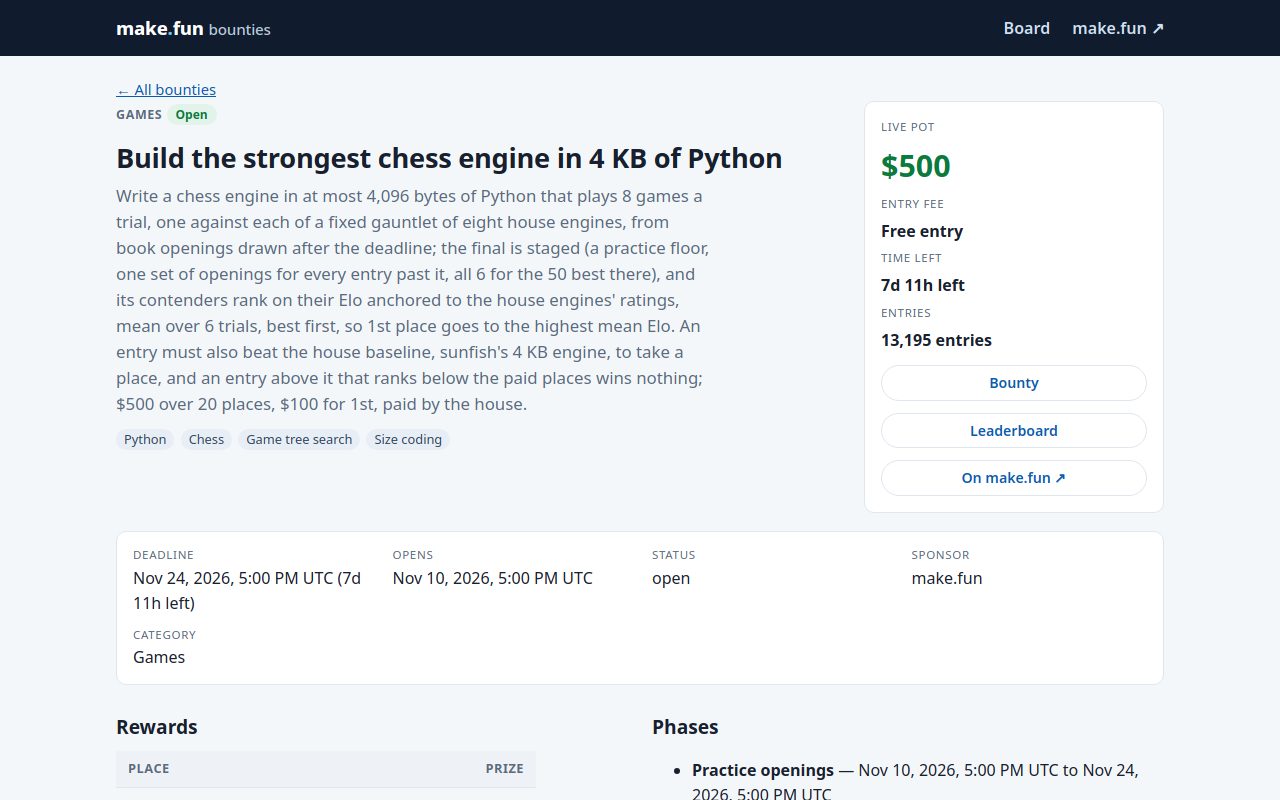 make.fun bounties
Board
make.fun ↗
← All bounties
GAMES Open
Build the strongest chess engine in 4 KB of Python
Write a chess engine in at most 4,096 bytes of Python that plays 8 games a
trial, one against each of a fixed gauntlet of eight house engines, from
book openings drawn after the deadline; the final is staged (a practice floor,
one set of openings for every entry past it, all 6 for the 50 best there), and
its contenders rank on their Elo anchored to the house engines' ratings,
mean over 6 trials, best first, so 1st place goes to the highest mean Elo. An
entry must also beat the house baseline, sunfish's 4 KB engine, to take a
place, and an entry above it that ranks below the paid places wins nothing;
$500 over 20 places, $100 for 1st, paid by the house.
Python
Chess
Game tree search
Size coding
LIVE POT
$500
ENTRY FEE
Free entry
TIME LEFT
7d 11h left
ENTRIES
13,195 entries
Bounty
Leaderboard
On make.fun ↗
DEADLINE
Nov 24, 2026, 5:00 PM UTC (7d
11h left)
OPENS
Nov 10, 2026, 5:00 PM UTC
STATUS
open
SPONSOR
make.fun
CATEGORY
Games
Rewards
PLACE
PRIZE
Phases
• Practice openings — Nov 10, 2026, 5:00 PM UTC to Nov 24,
2026, 5:00 PM UTC